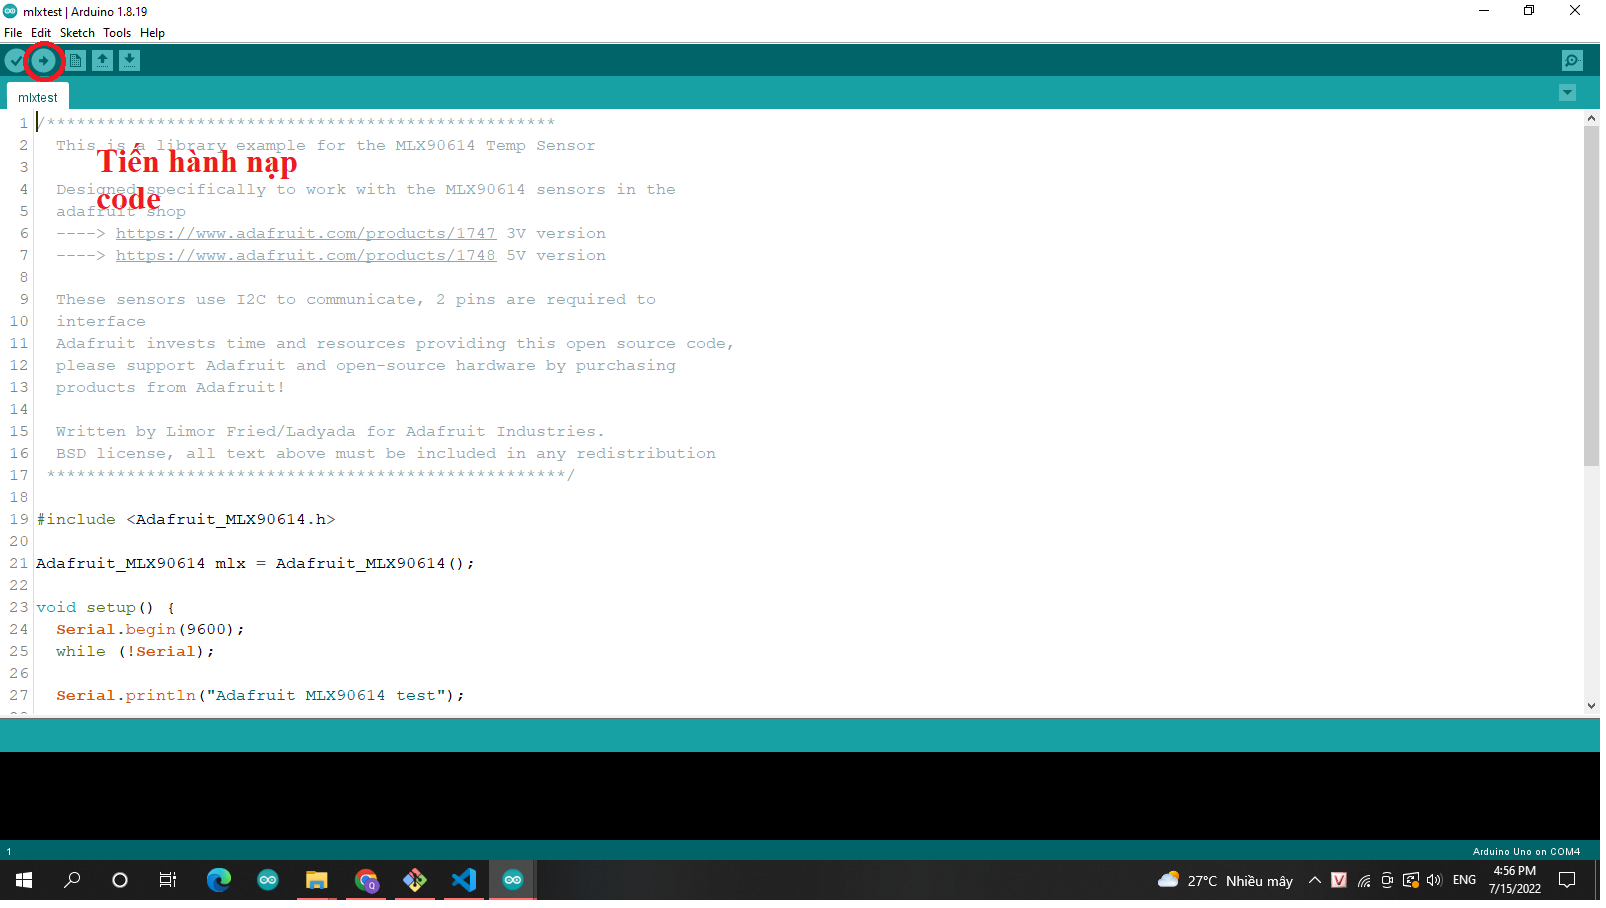 mlxtest | Arduino 1.8.19
File Edit Sketch Tools Help
mlxtest
1 /***************************************************
2 This is a library example for the MLX90614 Temp Sensor
Tiến hành nạp
3
4 Designed specifically to work with the MLX90614 sensors in the
code
5 adafruit shop
6 ----> https://www.adafruit.com/products/1747 3V version
7 ----> https://www.adafruit.com/products/1748 5V version
8
9 These sensors use I2C to communicate, 2 pins are required to
10 interface
11 Adafruit invests time and resources providing this open source code,
12 please support Adafruit and open-source hardware by purchasing
13 products from Adafruit!
14
15 Written by Limor Fried/Ladyada for Adafruit Industries.
16 BSD license, all text above must be included in any redistribution
17 ****************************************************/
18
19 #include <Adafruit_MLX90614.h>
20
21 Adafruit_MLX90614 mlx = Adafruit_MLX90614();
22
23 void setup() {
24 Serial.begin(9600);
25 while (!Serial);
26
27 Serial.println("Adafruit MLX90614 test");
1 Arduino Uno on COM4
27°C Nhiều mây V ENG 4:56 PM
7/15/2022